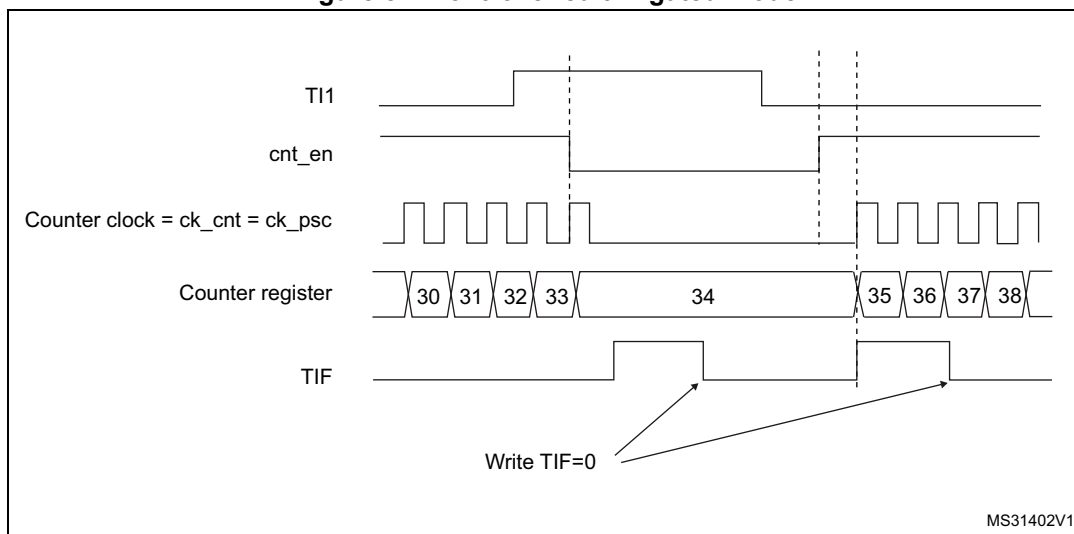 TI1
cnt_en
Counter clock = ck_cnt = ck_psc
Counter register
30 31 32 33 34 35 36 37 38
TIF
Write TIF=0
MS31402V1